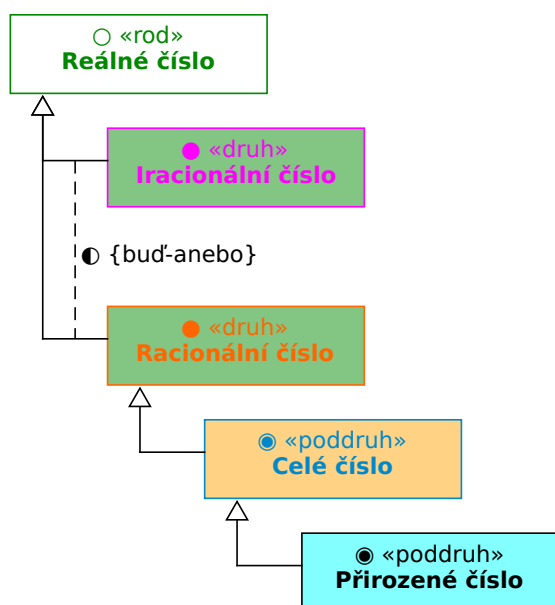 ○ «rod»
Reálné číslo
● «druh»
Iracionální číslo
◐ {buď-anebo}
● «druh»
Racionální číslo
◉ «poddruh»
Celé číslo
◉ «poddruh»
Přirozené číslo